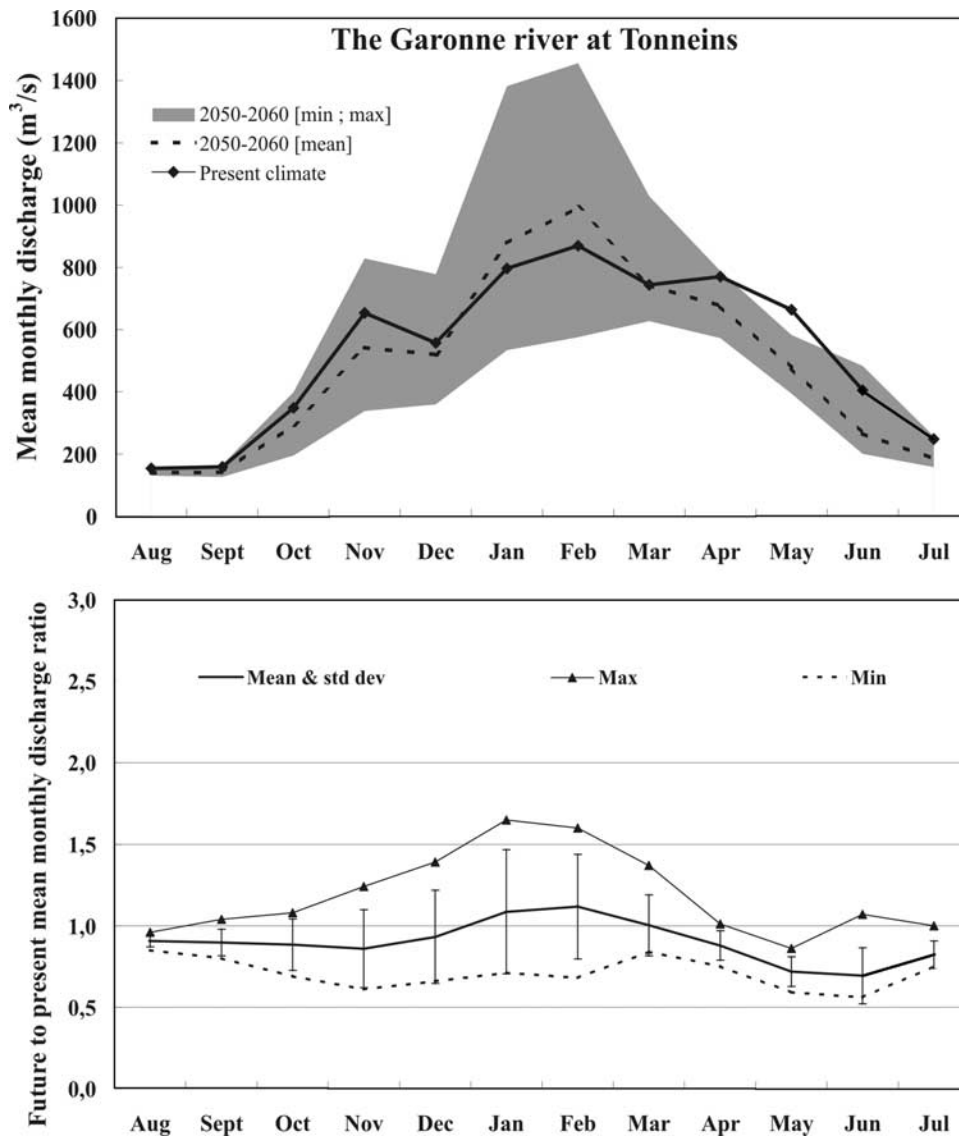 The Garonne river at Tonneins
Mean monthly discharge (m³/s)
1600
1400
1200
1000
800
600
400
200
0
2050-2060 [min ; max]
2050-2060 [mean]
Present climate
Aug Sept Oct Nov Dec Jan Feb Mar Apr May Jun Jul
Future to present mean monthly discharge ratio
3,0
2,5
2,0
1,5
1,0
0,5
0,0
Mean & std dev Max Min
Aug Sept Oct Nov Dec Jan Feb Mar Apr May Jun Jul